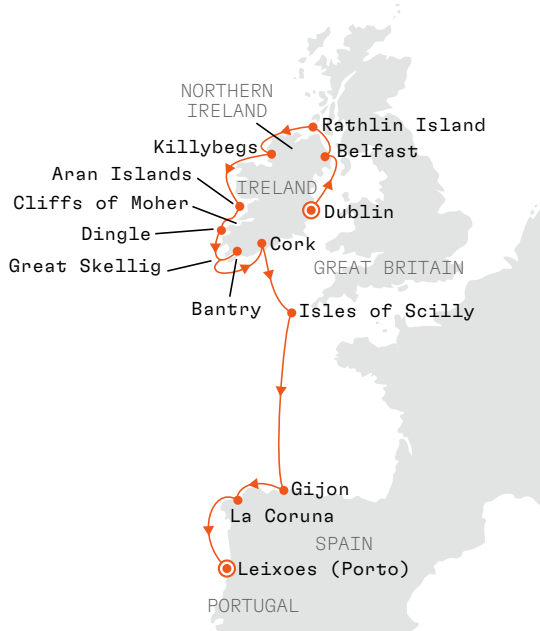 NORTHERN
IRELAND
Rathlin Island
Killybegs
Belfast
Aran Islands
IRELAND
Cliffs of Moher
Dublin
Dingle
Cork
Great Skellig
GREAT BRITAIN
Bantry
Isles of Scilly
Gijon
La Coruna
SPAIN
Leixoes (Porto)
PORTUGAL